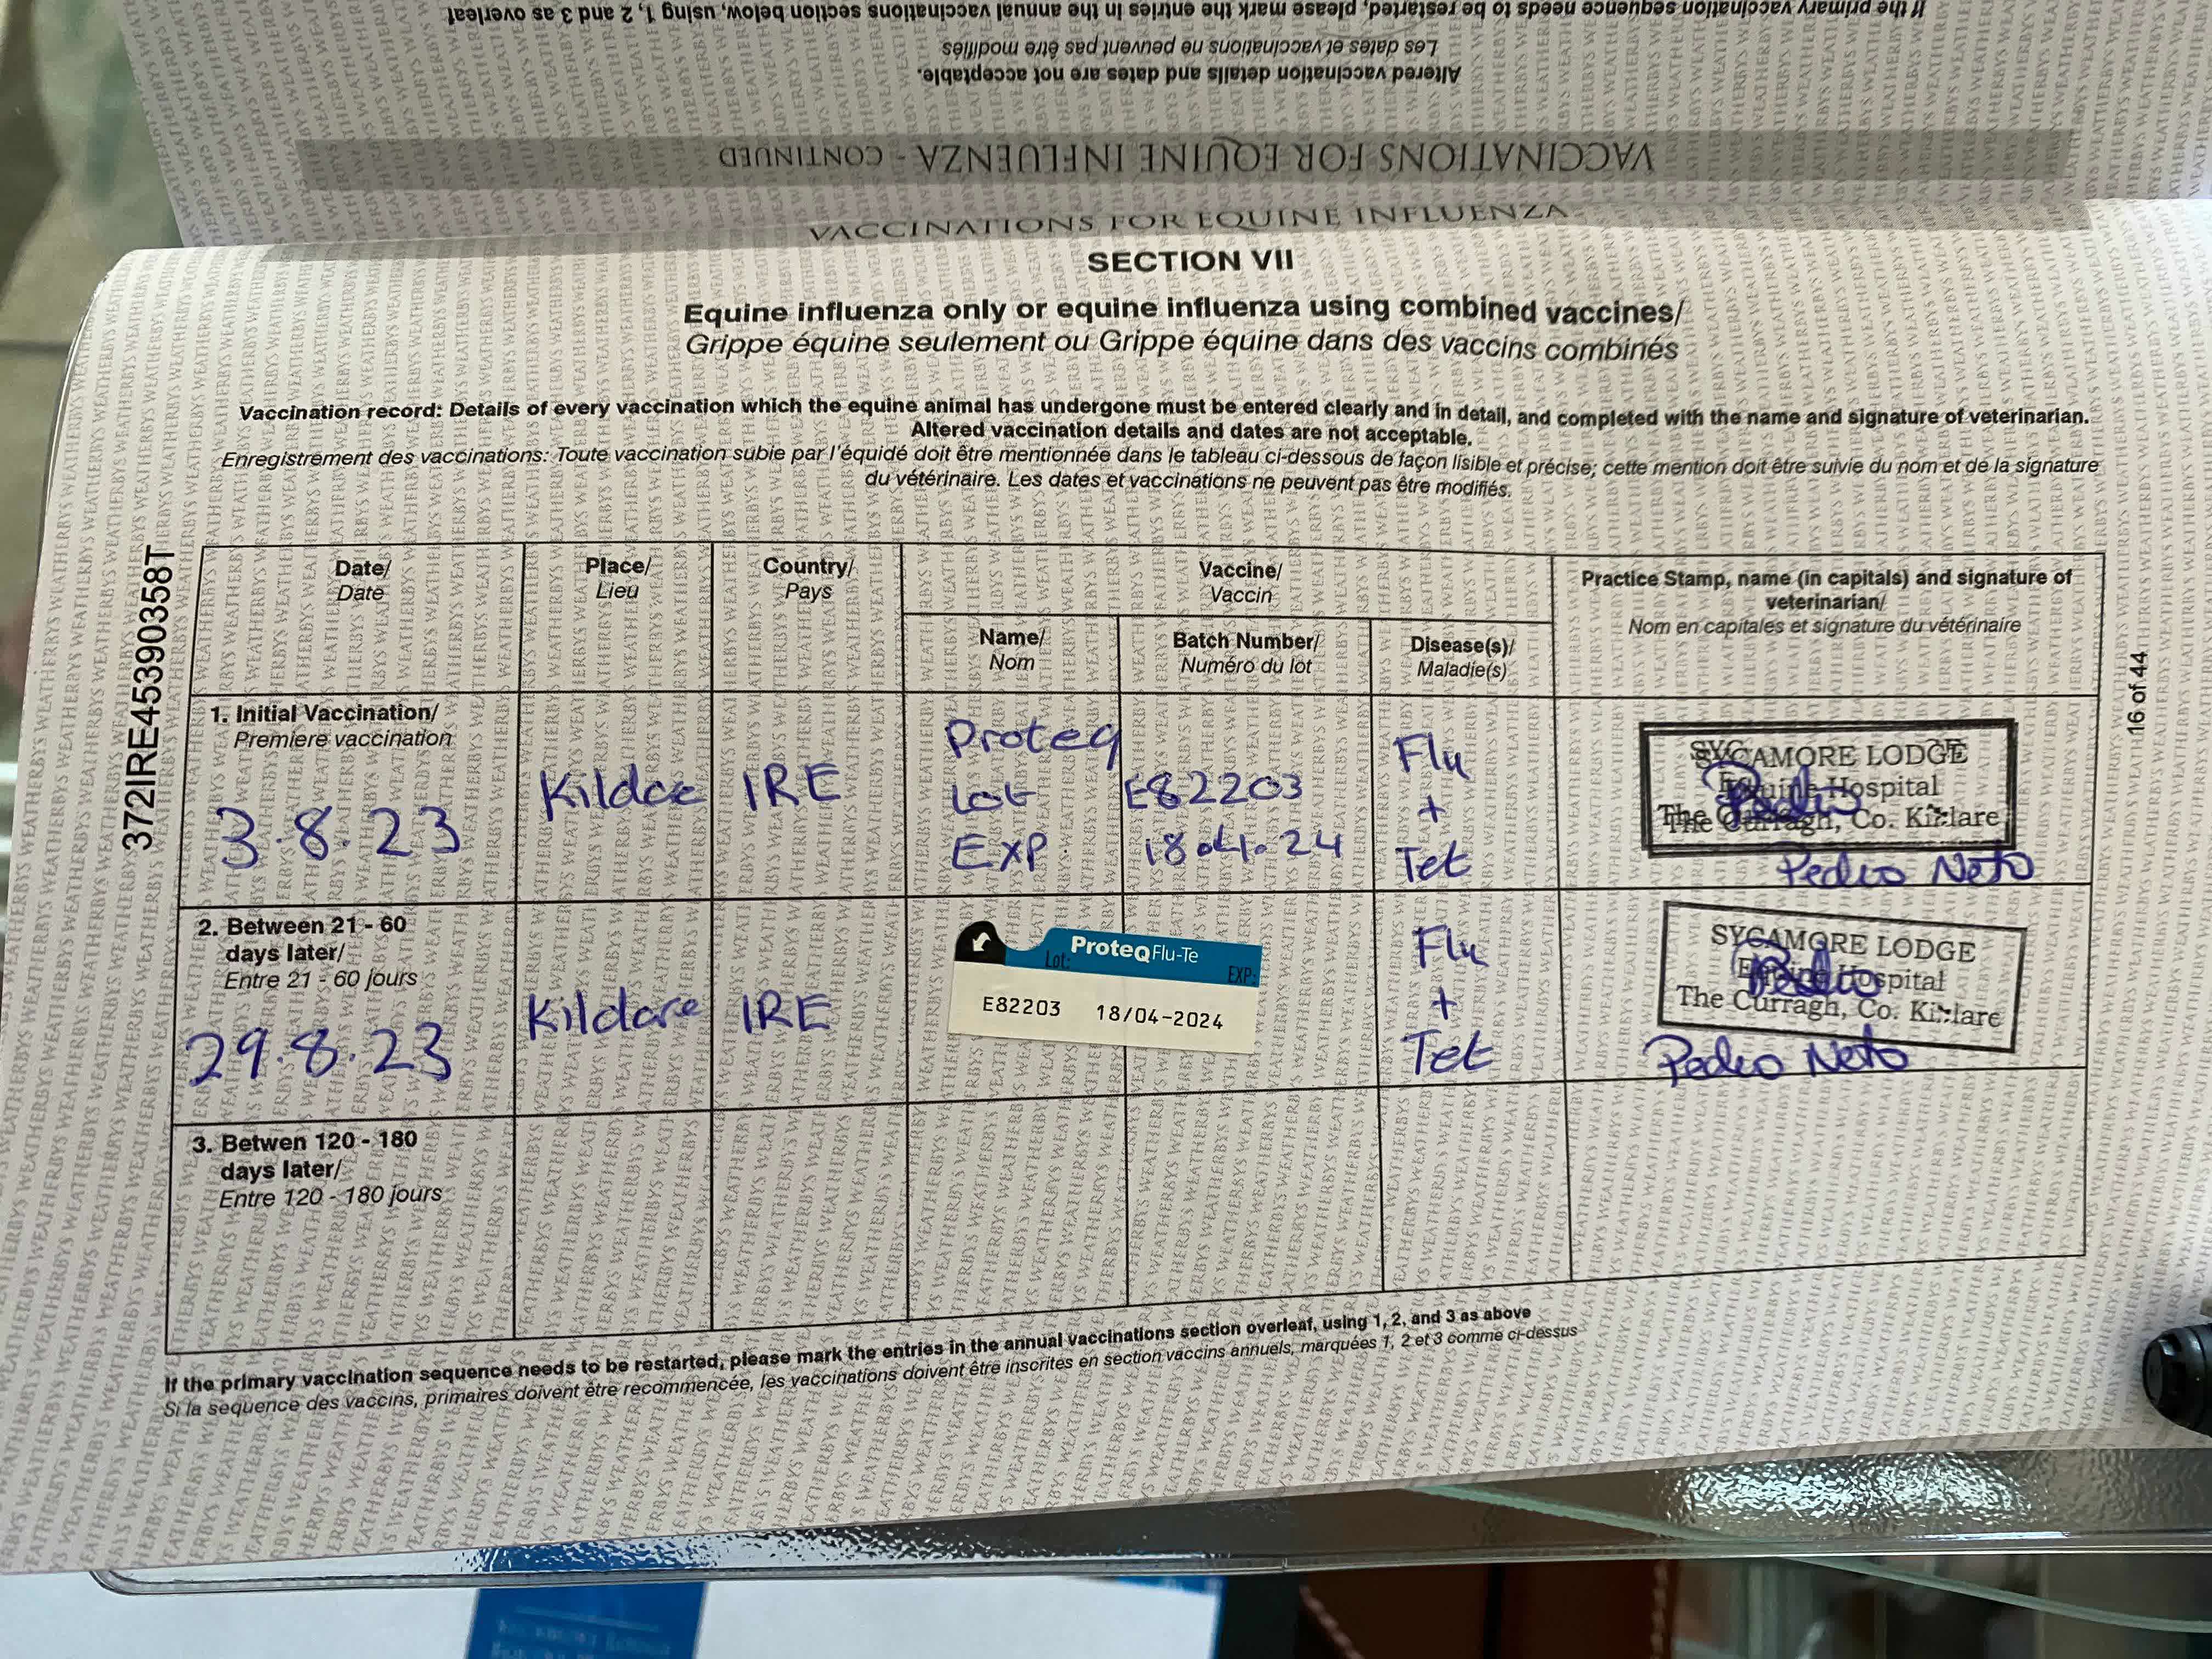 If the primary vaccination sequence needs to be restarted, please mark the entries in the annual vaccinations section below, using 1, 2 and 3 as overleaf
Les dates et vaccinations ne peuvent pas être modifiés
Altered vaccination details and dates are not acceptable.
VACCINATIONS FOR EQUINE INFLUENZA - CONTINUED
VACCINATIONS FOR EQUINE INFLUENZA
SECTION VII
Equine influenza only or equine influenza using combined vaccines/
Grippe équine seulement ou Grippe équine dans des vaccins combinés
Vaccination record: Details of every vaccination which the equine animal has undergone must be entered clearly and in detail, and completed with the name and signature of veterinarian.
Altered vaccination details and dates are not acceptable.
Enregistrement des vaccinations: Toute vaccination subie par l'équidé doit être mentionnée dans le tableau ci-dessous de façon lisible et précise; cette mention doit être suivie du nom et de la signature
du vétérinaire. Les dates et vaccinations ne peuvent pas être modifiés.
372IRE45390358T
16 of 44
Date/
Date
Place/
Lieu
Country/
Pays
Vaccine/
Vaccin
Practice Stamp, name (in capitals) and signature of
veterinarian/
Nom en capitales et signature du vétérinaire
Name/
Nom
Batch Number/
Numéro du lot
Disease(s)/
Maladie(s)
1. Initial Vaccination/
Premiere vaccination
3.8.23
Kildare
IRE
Proteq
Lot E82203
EXP. 18.04.24
Flu
+
Tet
SYCAMORE LODGE
Equine Hospital
The Curragh, Co. Kildare
Pedro Neto
2. Between 21 - 60
days later/
Entre 21 - 60 jours
29.8.23
Kildare
IRE
ProteqFlu-Te
Lot: EXP:
E82203 18/04-2024
Flu
+
Tet
SYCAMORE LODGE
Equine Hospital
The Curragh, Co. Kildare
Pedro Neto
3. Betwen 120 - 180
days later/
Entre 120 - 180 jours
If the primary vaccination sequence needs to be restarted, please mark the entries in the annual vaccinations section overleaf, using 1, 2, and 3 as above
Si la sequence des vaccins, primaires doivent être recommencée, les vaccinations doivent être inscrites en section vaccins annuels, marquées 1, 2 et 3 comme ci-dessus